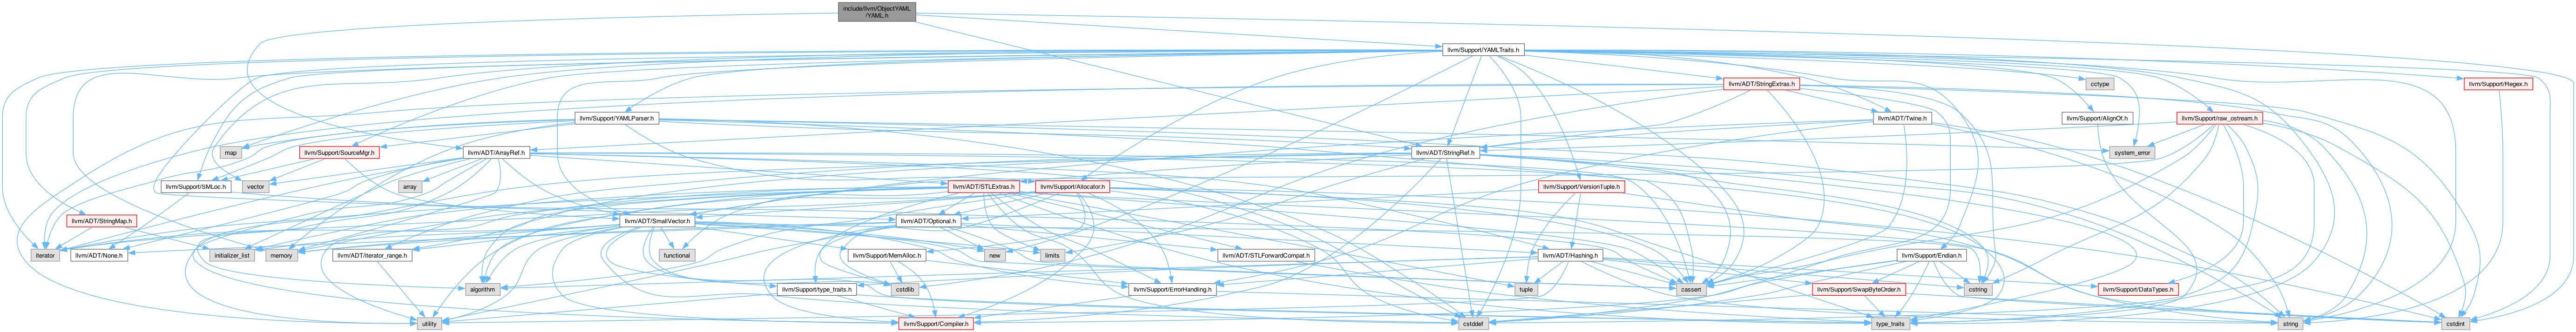 include/llvm/ObjectYAML
/YAML.h
llvm/Support/YAMLTraits.h
llvm/ADT/StringExtras.h
cctype
llvm/Support/Regex.h
llvm/Support/YAMLParser.h
llvm/ADT/Twine.h
llvm/Support/AlignOf.h
llvm/Support/raw_ostream.h
map
llvm/Support/SourceMgr.h
llvm/ADT/ArrayRef.h
llvm/ADT/StringRef.h
system_error
llvm/Support/SMLoc.h
vector
array
llvm/ADT/STLExtras.h
llvm/Support/Allocator.h
llvm/Support/VersionTuple.h
llvm/ADT/StringMap.h
llvm/ADT/SmallVector.h
llvm/ADT/Optional.h
iterator
llvm/ADT/None.h
initializer_list
memory
llvm/ADT/iterator_range.h
functional
llvm/Support/MemAlloc.h
new
limits
llvm/ADT/STLForwardCompat.h
llvm/ADT/Hashing.h
llvm/Support/Endian.h
algorithm
llvm/Support/type_traits.h
cstdlib
llvm/Support/ErrorHandling.h
tuple
cassert
llvm/Support/SwapByteOrder.h
cstring
llvm/Support/DataTypes.h
utility
llvm/Support/Compiler.h
cstddef
type_traits
string
cstdint